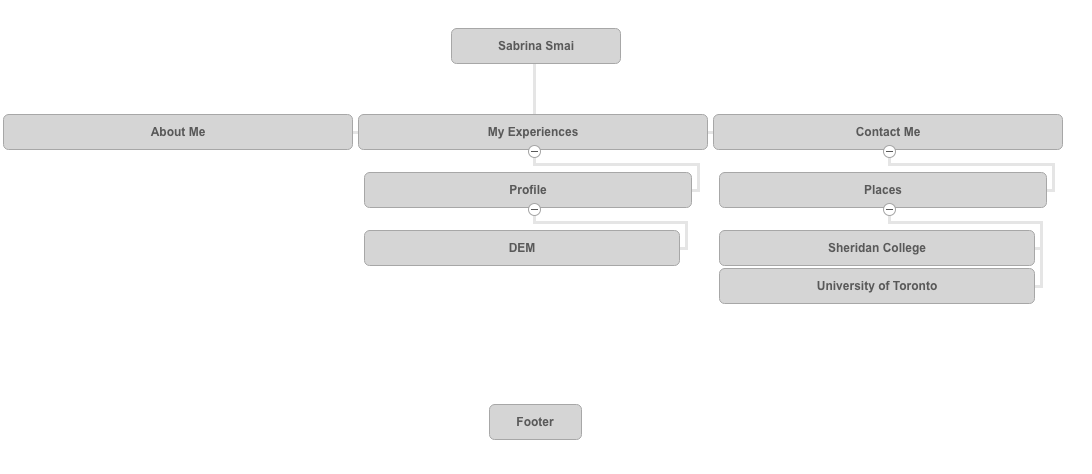 Sabrina Smai
About Me
My Experiences
Contact Me
Profile
Places
DEM
Sheridan College
University of Toronto
Footer